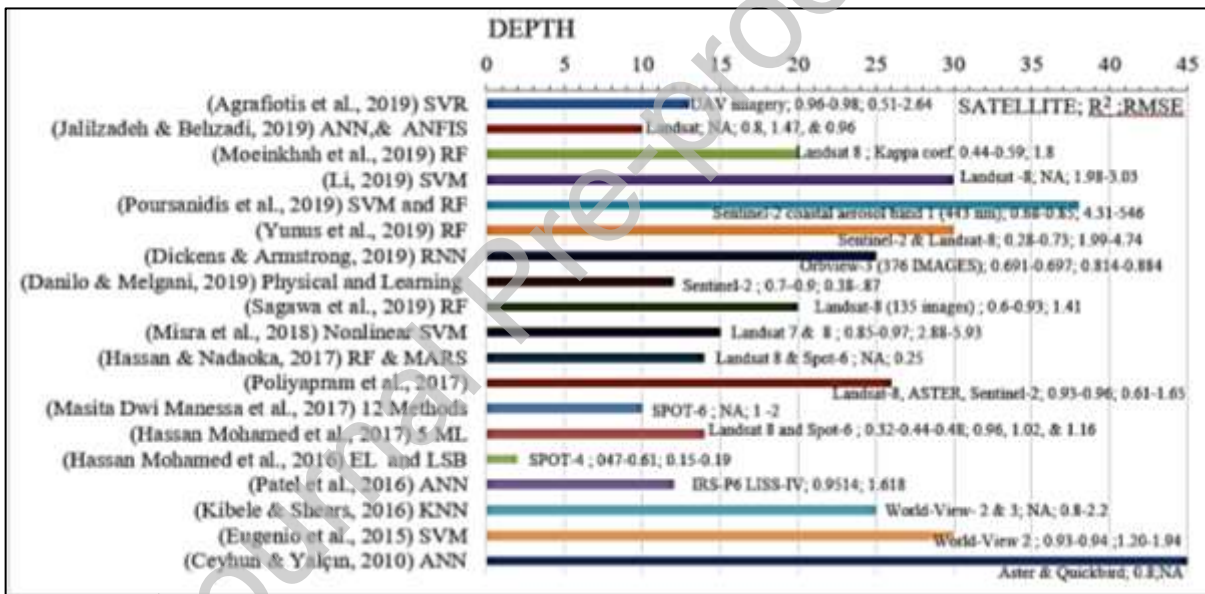 DEPTH
0 5 10 15 20 25 30 35 40 45
(Agrafiotis et al., 2019) SVR UAV imagery; 0.96-0.98; 0.51-2.64 SATELLITE; R² ;RMSE
(Jalilzadeh & Behzadi, 2019) ANN,& ANFIS Landsat; NA; 0.8, 1.47, & 0.96
(Moeinkhah et al., 2019) RF Landsat 8 ; Kappa coef. 0.44-0.59; 1.8
(Li, 2019) SVM Landsat -8; NA; 1.98-3.03
(Poursanidis et al., 2019) SVM and RF Sentinel-2 coastal aerosol band 1 (443 nm); 0.68-0.85; 4.31-546
(Yunus et al., 2019) RF Sentinel-2 & Landsat-8; 0.28-0.73; 1.99-4.74
(Dickens & Armstrong, 2019) RNN Orbview-3 (376 IMAGES); 0.691-0.697; 0.814-0.884
(Danilo & Melgani, 2019) Physical and Learning Sentinel-2 ; 0.7-0.9; 0.38-.87
(Sagawa et al., 2019) RF Landsat-8 (135 images) ; 0.6-0.93; 1.41
(Misra et al., 2018) Nonlinear SVM Landsat 7 & 8 ; 0.85-0.97; 2.88-5.93
(Hassan & Nadaoka, 2017) RF & MARS Landsat 8 & Spot-6 ; NA; 0.25
(Poliyapram et al., 2017) Landsat-8, ASTER, Sentinel-2; 0.93-0.96; 0.61-1.65
(Masita Dwi Manessa et al., 2017) 12 Methods SPOT-6 ; NA; 1 -2
(Hassan Mohamed et al., 2017) 5 ML Landsat 8 and Spot-6 ; 0.32-0.44-0.48; 0.96, 1.02, & 1.16
(Hassan Mohamed et al., 2016) EL and LSB SPOT-4 ; 047-0.61; 0.15-0.19
(Patel et al., 2016) ANN IRS-P6 LISS-IV; 0.9514; 1.618
(Kibele & Shears, 2016) KNN World-View- 2 & 3; NA; 0.8-2.2
(Eugenio et al., 2015) SVM World-View 2 ; 0.93-0.94 ;1.20-1.94
(Ceyhun & Yalçın, 2010) ANN Aster & Quickbird; 0.8,NA
Journal Pre-proo